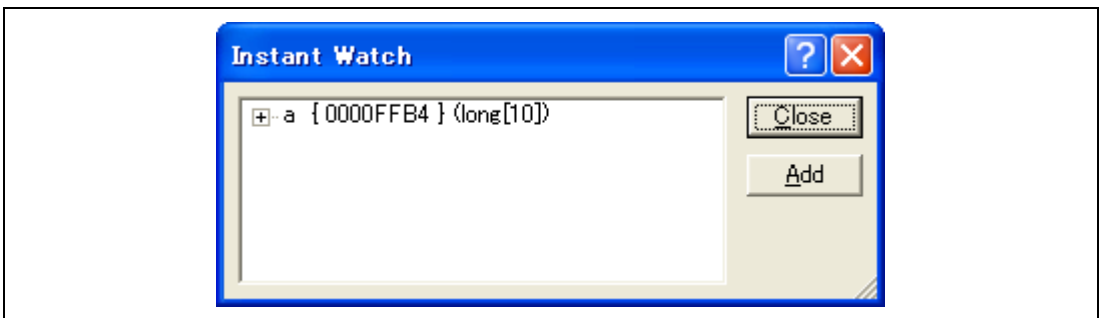 Instant Watch
a { 0000FFB4 } (long[10])
Close
Add